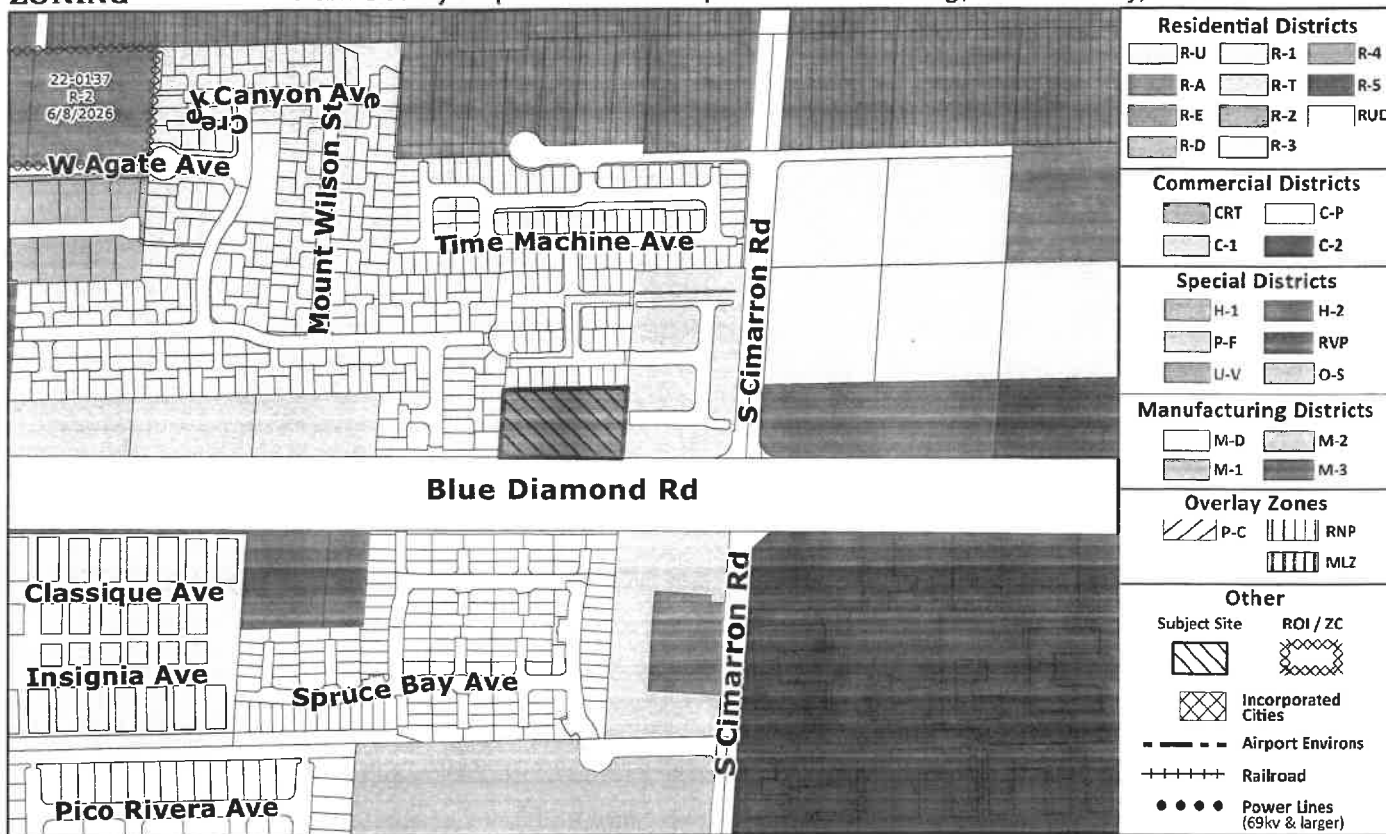 ZONING
22-0137
R-2
6/8/2026
Creek Canyon Ave
W Agate Ave
Mount Wilson St
Time Machine Ave
S Cimarron Rd
Blue Diamond Rd
Classique Ave
Insignia Ave
Spruce Bay Ave
S Cimarron Rd
Pico Rivera Ave
Residential Districts
R-U R-1 R-4
R-A R-T R-5
R-E R-2 RUD
R-D R-3
Commercial Districts
CRT C-P
C-1 C-2
Special Districts
H-1 H-2
P-F RVP
U-V O-S
Manufacturing Districts
M-D M-2
M-1 M-3
Overlay Zones
P-C RNP
MLZ
Other
Subject Site ROI / ZC
Incorporated
Cities
Airport Environs
Railroad
Power Lines
(69kv & larger)